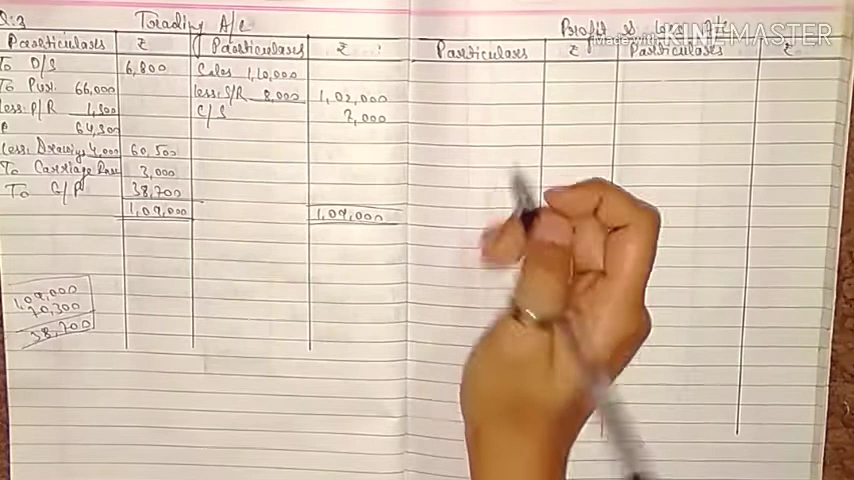 Q.3 Trading A/c
Particulars ₹ Particulars ₹
To O/S 6,800 Sales 1,10,000
To Pur. 66,000 less: S/R 8,000 1,02,000
less: P/R 1,500 C/S 7,000
64,500
Less: Drawings 4,000 60,500
To Carriage 3,000
To G/P 38,700
1,09,000 1,09,000
1,09,000
70,300
38,700
Profit &
Made with KINEMASTER
Particulars ₹ Particulars ₹